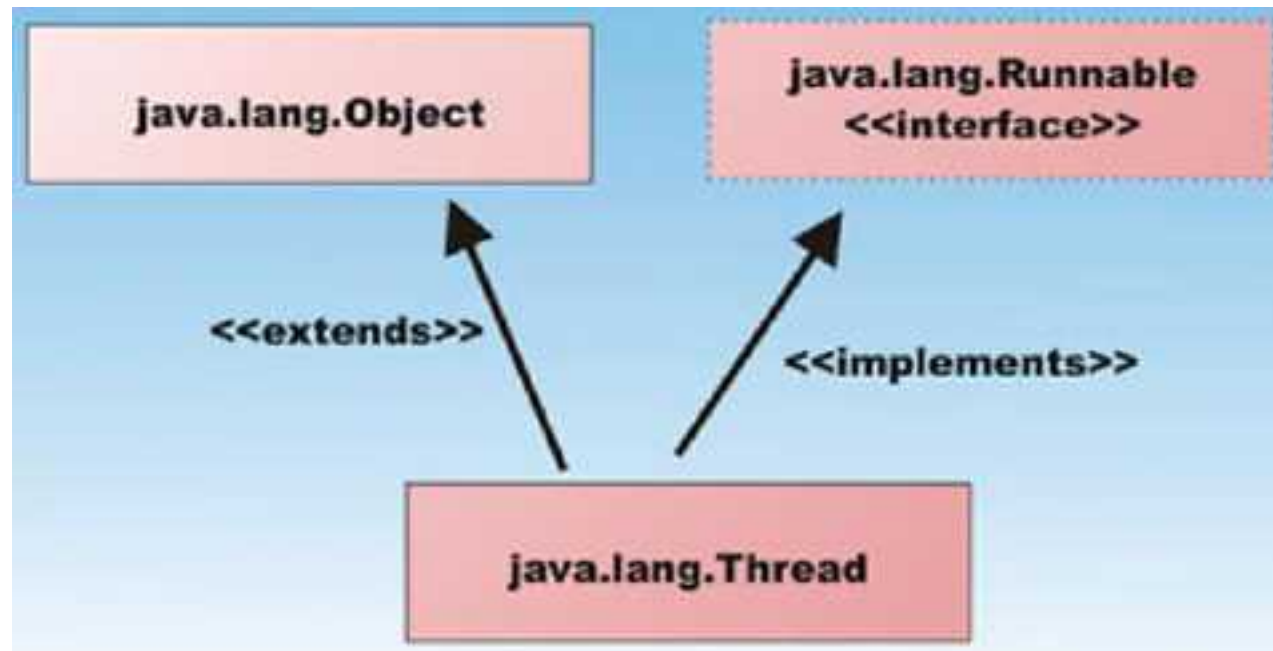 java.lang.Object
java.lang.Runnable
<<interface>>
<<extends>>
<<implements>>
java.lang.Thread